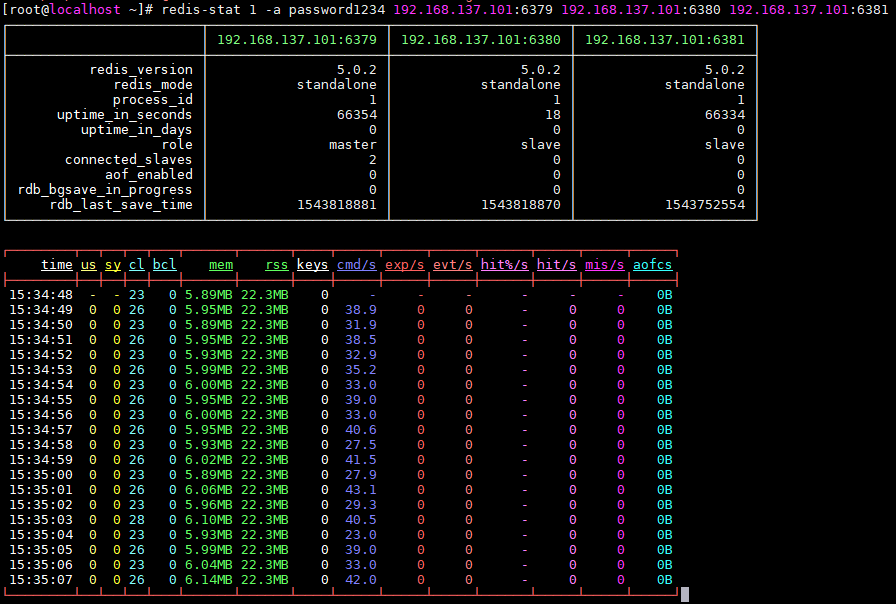 [root@localhost ~]# redis-stat 1 -a password1234 192.168.137.101:6379 192.168.137.101:6380 192.168.137.101:6381
192.168.137.101:6379 192.168.137.101:6380 192.168.137.101:6381
redis_version 5.0.2 5.0.2 5.0.2
redis_mode standalone standalone standalone
process_id 1 1 1
uptime_in_seconds 66354 18 66334
uptime_in_days 0 0 0
role master slave slave
connected_slaves 2 0 0
aof_enabled 0 0 0
rdb_bgsave_in_progress 0 0 0
rdb_last_save_time 1543818881 1543818870 1543752554
time us sy cl bcl mem rss keys cmd/s exp/s evt/s hit%/s hit/s mis/s aofcs
15:34:48 - - 23 0 5.89MB 22.3MB 0 - - - - - - 0B
15:34:49 0 0 26 0 5.95MB 22.3MB 0 38.9 0 0 - 0 0 0B
15:34:50 0 0 23 0 5.89MB 22.3MB 0 31.9 0 0 - 0 0 0B
15:34:51 0 0 26 0 5.95MB 22.3MB 0 38.5 0 0 - 0 0 0B
15:34:52 0 0 23 0 5.93MB 22.3MB 0 32.9 0 0 - 0 0 0B
15:34:53 0 0 26 0 5.99MB 22.3MB 0 35.2 0 0 - 0 0 0B
15:34:54 0 0 23 0 6.00MB 22.3MB 0 33.0 0 0 - 0 0 0B
15:34:55 0 0 26 0 5.95MB 22.3MB 0 39.0 0 0 - 0 0 0B
15:34:56 0 0 23 0 6.00MB 22.3MB 0 33.0 0 0 - 0 0 0B
15:34:57 0 0 26 0 5.95MB 22.3MB 0 40.6 0 0 - 0 0 0B
15:34:58 0 0 23 0 5.93MB 22.3MB 0 27.5 0 0 - 0 0 0B
15:34:59 0 0 26 0 6.02MB 22.3MB 0 41.5 0 0 - 0 0 0B
15:35:00 0 0 23 0 5.89MB 22.3MB 0 27.9 0 0 - 0 0 0B
15:35:01 0 0 26 0 6.06MB 22.3MB 0 43.1 0 0 - 0 0 0B
15:35:02 0 0 23 0 5.96MB 22.3MB 0 29.3 0 0 - 0 0 0B
15:35:03 0 0 28 0 6.10MB 22.3MB 0 40.5 0 0 - 0 0 0B
15:35:04 0 0 23 0 5.93MB 22.3MB 0 23.0 0 0 - 0 0 0B
15:35:05 0 0 26 0 5.99MB 22.3MB 0 39.0 0 0 - 0 0 0B
15:35:06 0 0 23 0 6.04MB 22.3MB 0 33.0 0 0 - 0 0 0B
15:35:07 0 0 26 0 6.14MB 22.3MB 0 42.0 0 0 - 0 0 0B